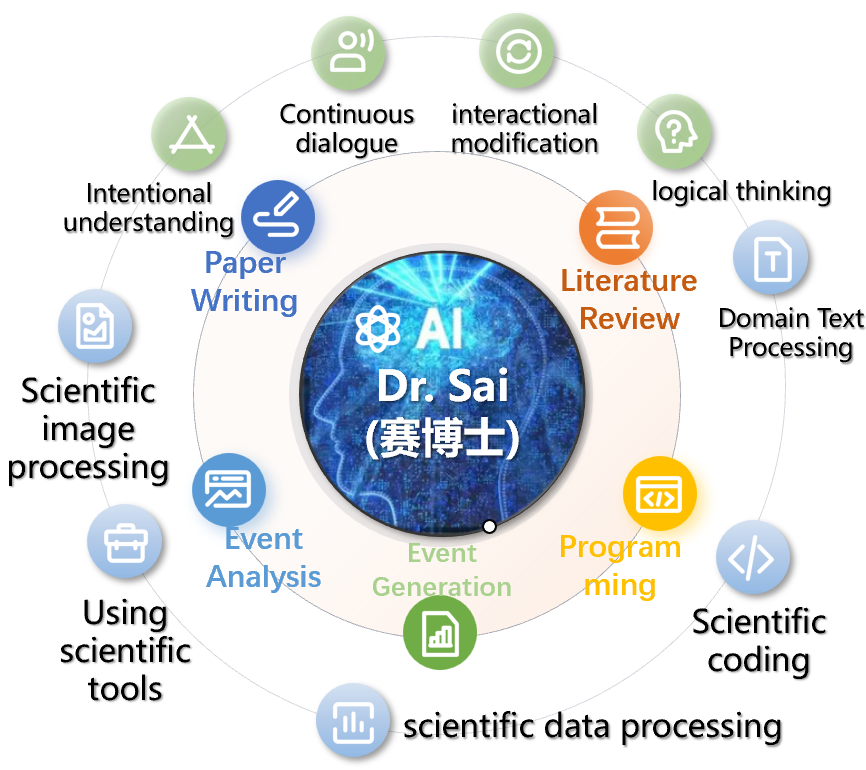 Continuous
dialogue
interactional
modification
Intentional
understanding
logical thinking
Paper
Writing
Literature
Review
Domain Text
Processing
T
AI
Dr. Sai
(赛博士)
Scientific
image
processing
Event
Analysis
Event
Generation
Program
ming
</>
Using
scientific
tools
Scientific
coding
</>
scientific data processing
?